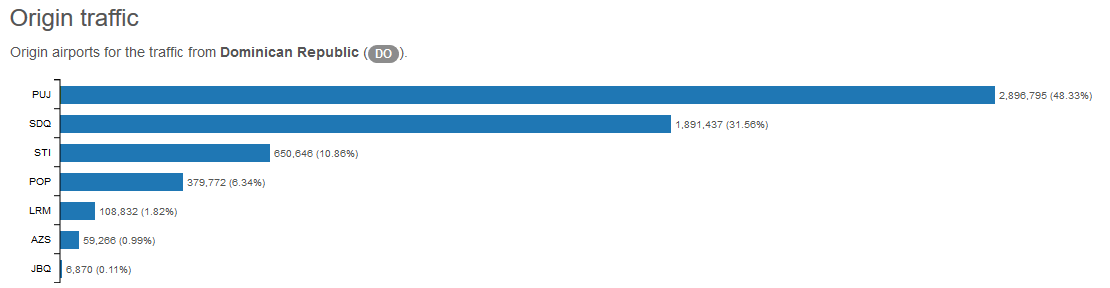 Origin traffic
Origin airports for the traffic from Dominican Republic (DO).
PUJ 2,896,795 (48.33%)
SDQ 1,891,437 (31.56%)
STI 650,646 (10.86%)
POP 379,772 (6.34%)
LRM 108,832 (1.82%)
AZS 59,266 (0.99%)
JBQ 6,870 (0.11%)